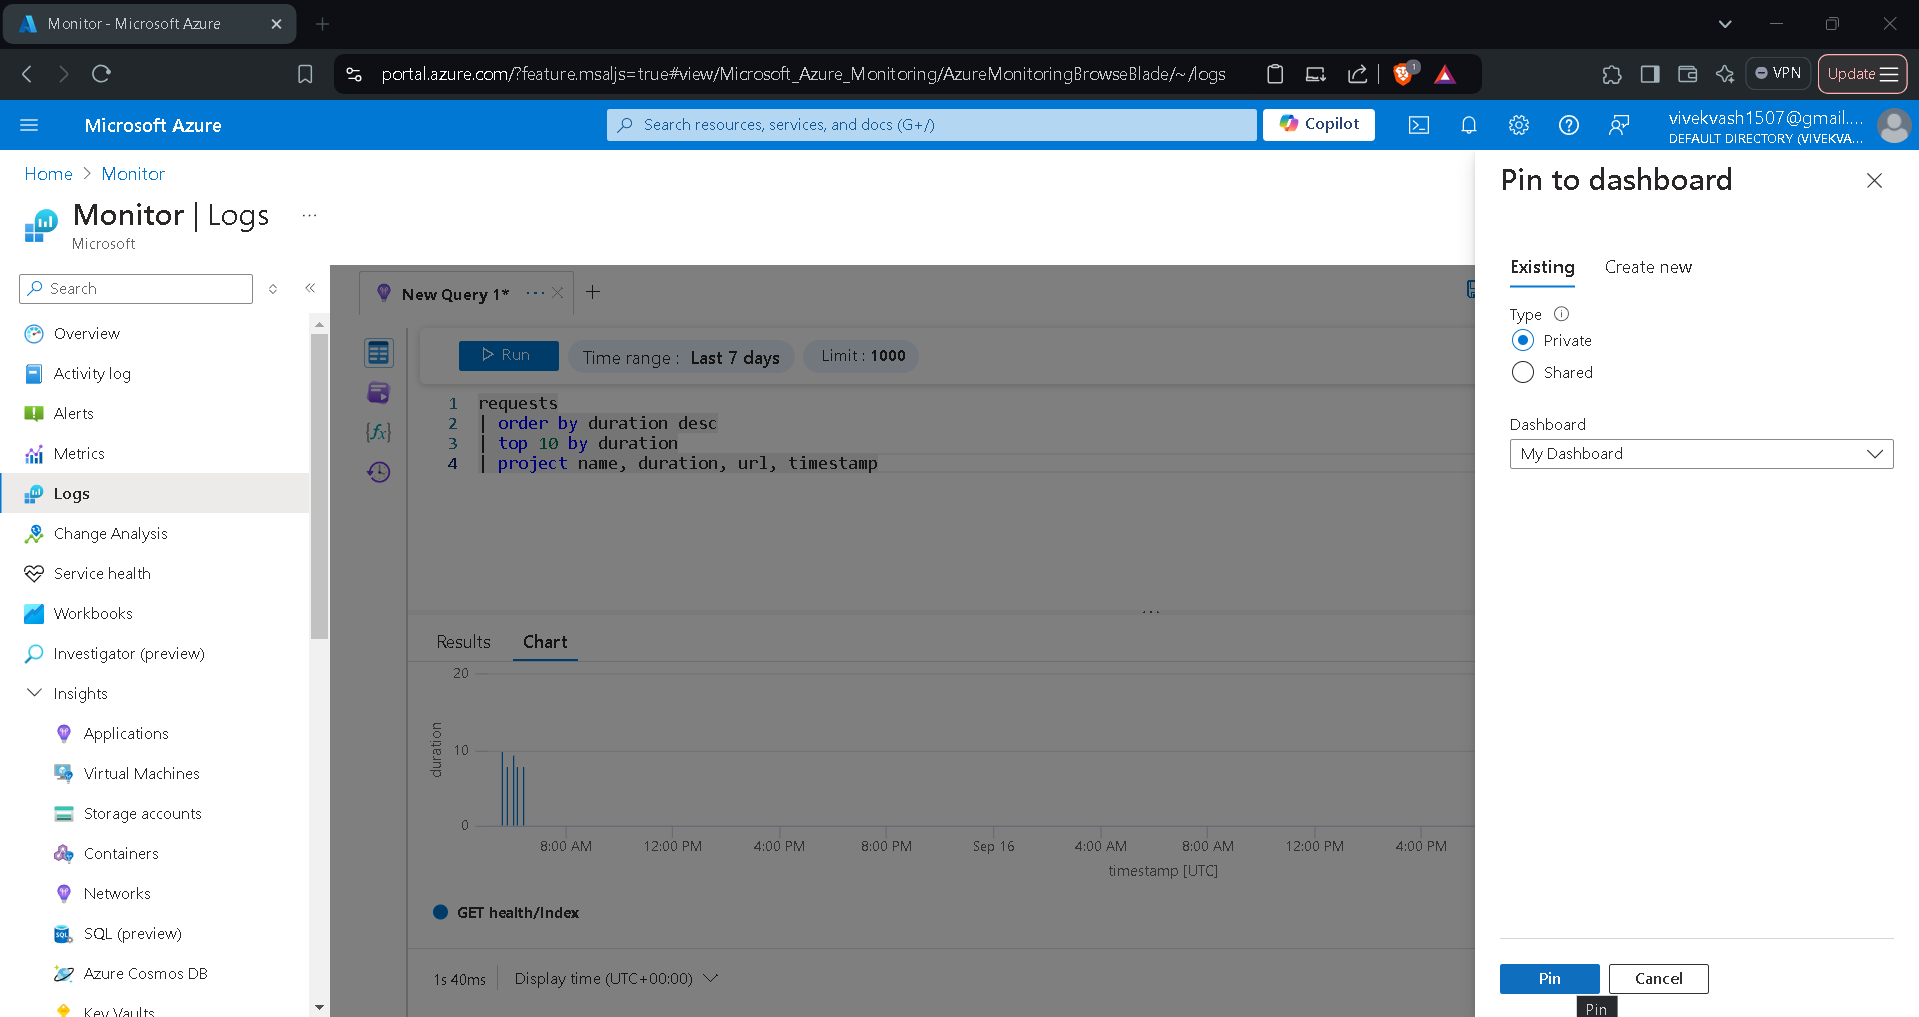 Monitor - Microsoft Azure
portal.azure.com/?feature.msaljs=true#view/Microsoft_Azure_Monitoring/AzureMonitoringBrowseBlade/~/logs
1
VPN
Update
Microsoft Azure
Search resources, services, and docs (G+/)
Copilot
vivekvash1507@gmail....
DEFAULT DIRECTORY (VIVEKVA...
Home > Monitor
Monitor | Logs
...
Microsoft
Search
Overview
Activity log
Alerts
Metrics
Logs
Change Analysis
Service health
Workbooks
Investigator (preview)
Insights
Applications
Virtual Machines
Storage accounts
Containers
Networks
SQL (preview)
Azure Cosmos DB
Key Vaults
New Query 1*
Run
Time range : Last 7 days
Limit : 1000
1 requests
2 | order by duration desc
3 | top 10 by duration
4 | project name, duration, url, timestamp
Results
Chart
20
10
0
duration
8:00 AM
12:00 PM
4:00 PM
8:00 PM
Sep 16
4:00 AM
8:00 AM
12:00 PM
4:00 PM
timestamp [UTC]
GET health/Index
1s 40ms
Display time (UTC+00:00)
Pin to dashboard
Existing
Create new
Type
Private
Shared
Dashboard
My Dashboard
Pin
Cancel
Pin